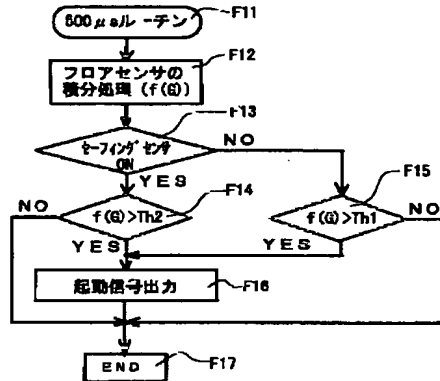 500μsルーチン
F11
F12
フロアセンサの
積分処理 (f(G))
F13
セーフィングセンサ
ON
NO
YES
F14
F15
NO
f(G)>Th2
f(G)>Th1
NO
YES
YES
起動信号出力
F16
END
F17